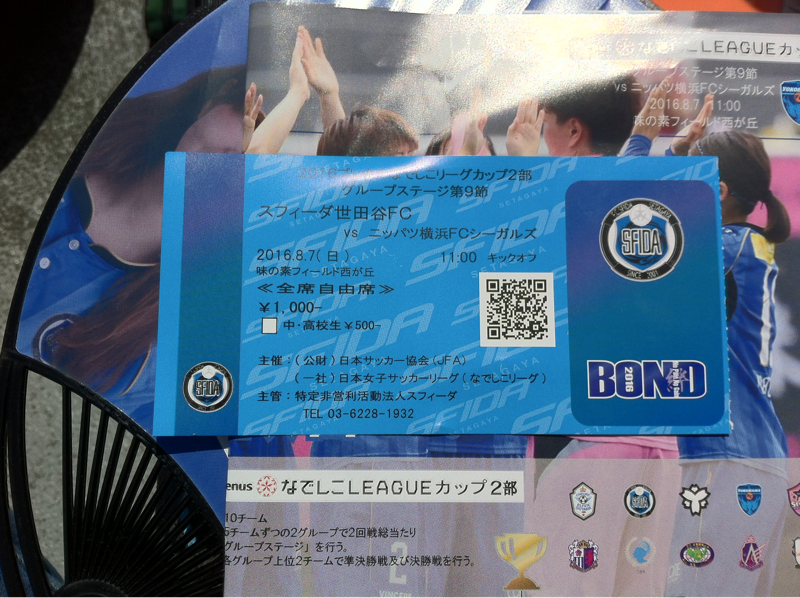 なでしこLEAGUEカッ
グループステージ第9節
vs ニッパツ横浜FCシーガルズ
2016.8.7 11:00
味の素フィールド西が丘
なでしこリーグカップ2部
グループステージ第9節
スフィーダ世田谷FC
vs ニッパツ横浜FCシーガルズ
2016.8.7(日) 11:00 キックオフ
味の素フィールド西が丘
≪全席自由席≫
￥1,000-
中・高校生￥500-
主催：(公財)日本サッカー協会(JFA)
(一社)日本女子サッカーリーグ(なでしこリーグ)
主管：特定非営利活動法人スフィーダ
TEL 03-6228-1932
SFIDA
SINCE 2001
BOND
2016
SFIDA
SFIDA
SETAGAYA
enus なでしこLEAGUEカップ2部
10チーム
5チームずつの2グループで2回戦総当たり
グループステージ」を行う。
各グループ上位2チームで準決勝戦及び決勝戦を行う。